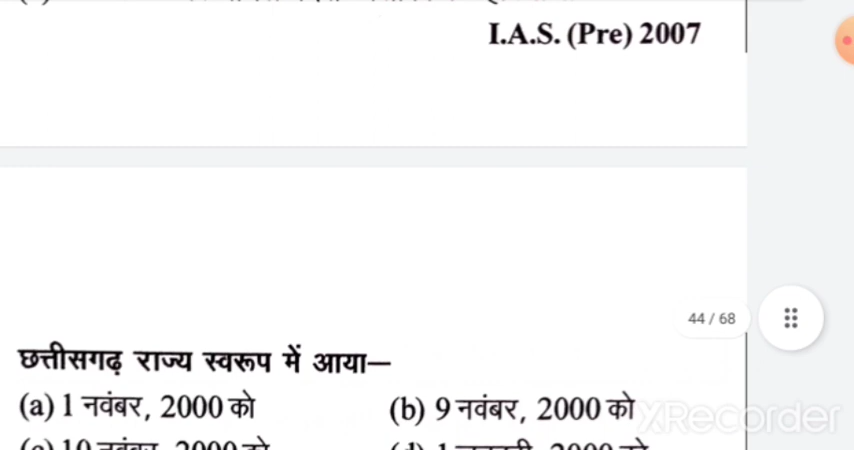 I.A.S. (Pre) 2007
44 / 68
छत्तीसगढ़ राज्य स्वरूप में आया—
(a) 1 नवंबर, 2000 को (b) 9 नवंबर, 2000 को
XRecorder